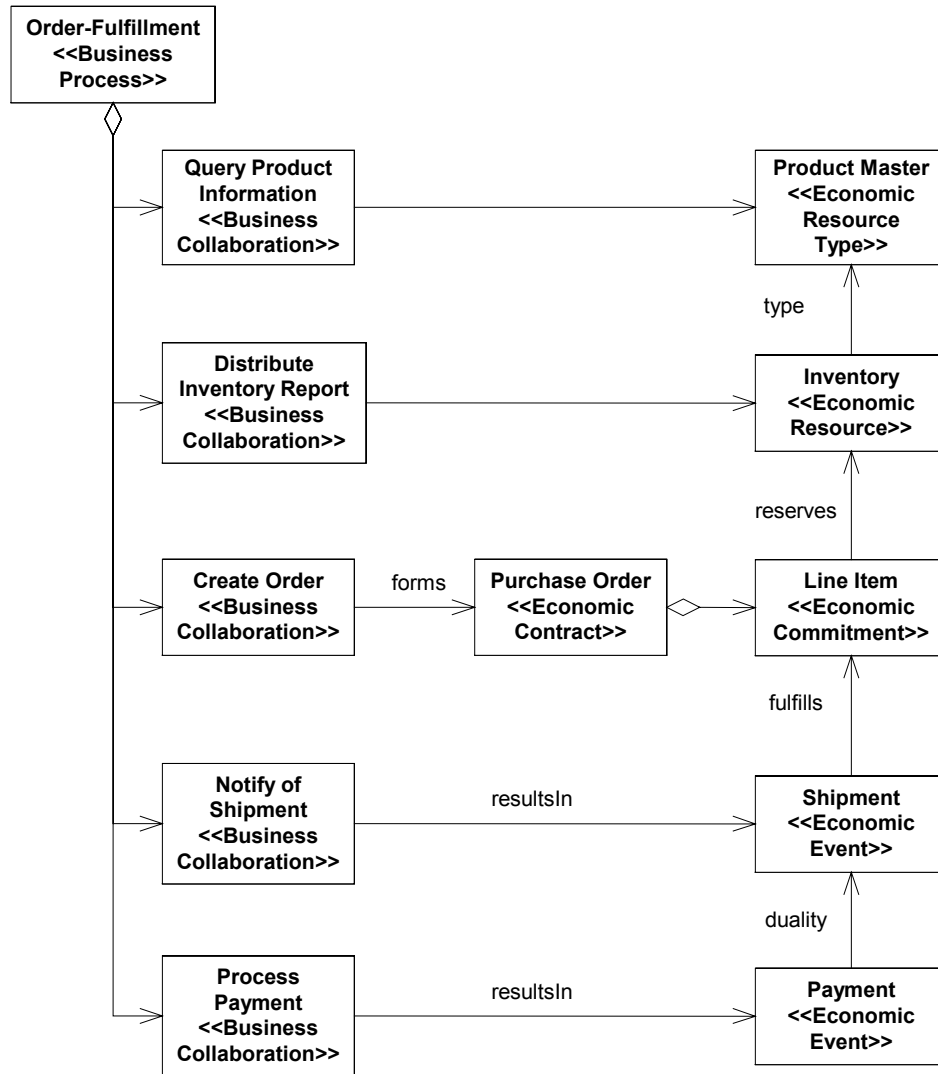 Order-Fulfillment
<<Business
Process>>
Query Product
Information
<<Business
Collaboration>>
Product Master
<<Economic
Resource
Type>>
type
Distribute
Inventory Report
<<Business
Collaboration>>
Inventory
<<Economic
Resource>>
reserves
Create Order
<<Business
Collaboration>>
forms
Purchase Order
<<Economic
Contract>>
Line Item
<<Economic
Commitment>>
fulfills
Notify of
Shipment
<<Business
Collaboration>>
resultsIn
Shipment
<<Economic
Event>>
duality
Process
Payment
<<Business
Collaboration>>
resultsIn
Payment
<<Economic
Event>>